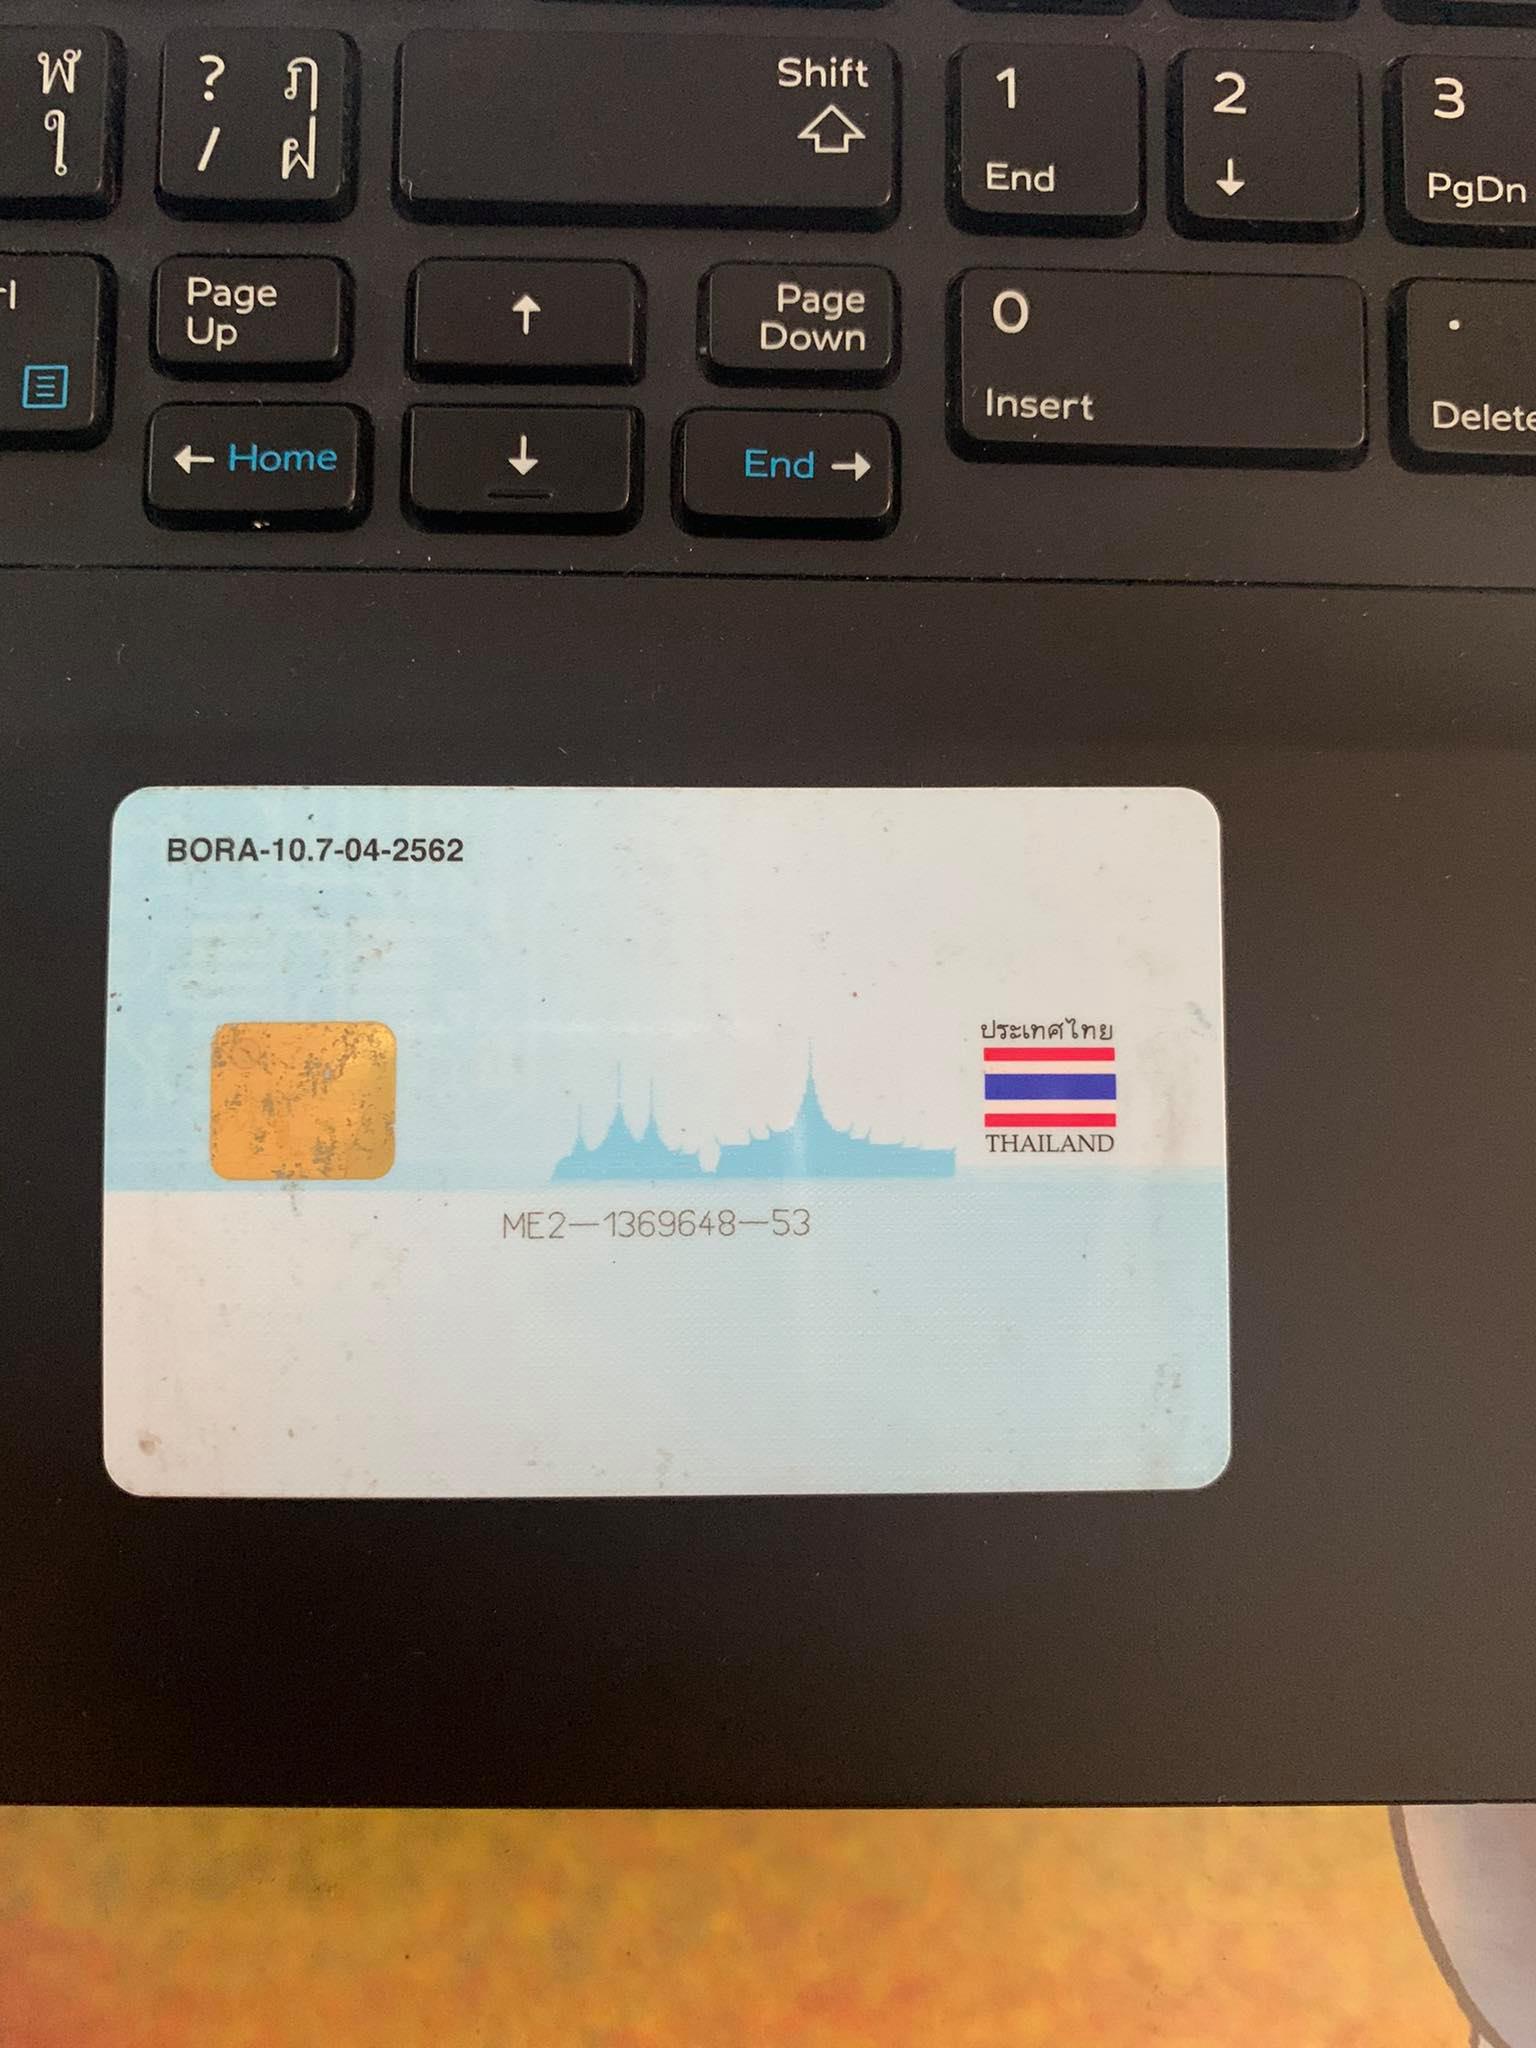 ฬ
ใ
? ฦ
/ ฝ
Shift
1
End
2
3
PgDn
Page
Up
↑
Page
Down
0
Insert
.
Delete
← Home
↓
End →
BORA-10.7-04-2562
ประเทศไทย
THAILAND
ME2-1369648-53